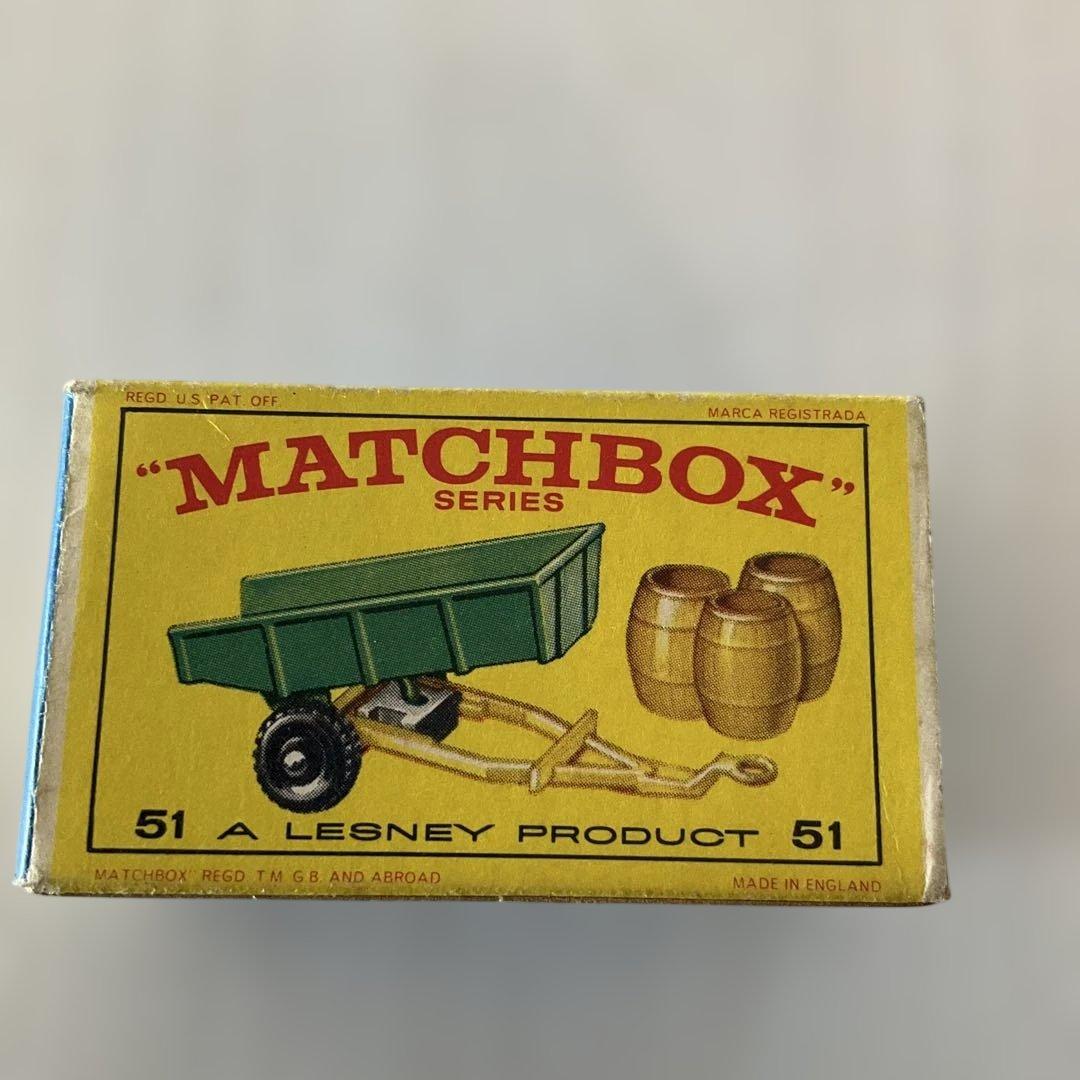 REGD. U.S. PAT. OFF.
MARCA REGISTRADA
"MATCHBOX"
SERIES
51 A LESNEY PRODUCT 51
MATCHBOX" REGD. T.M. G.B. AND ABROAD
MADE IN ENGLAND